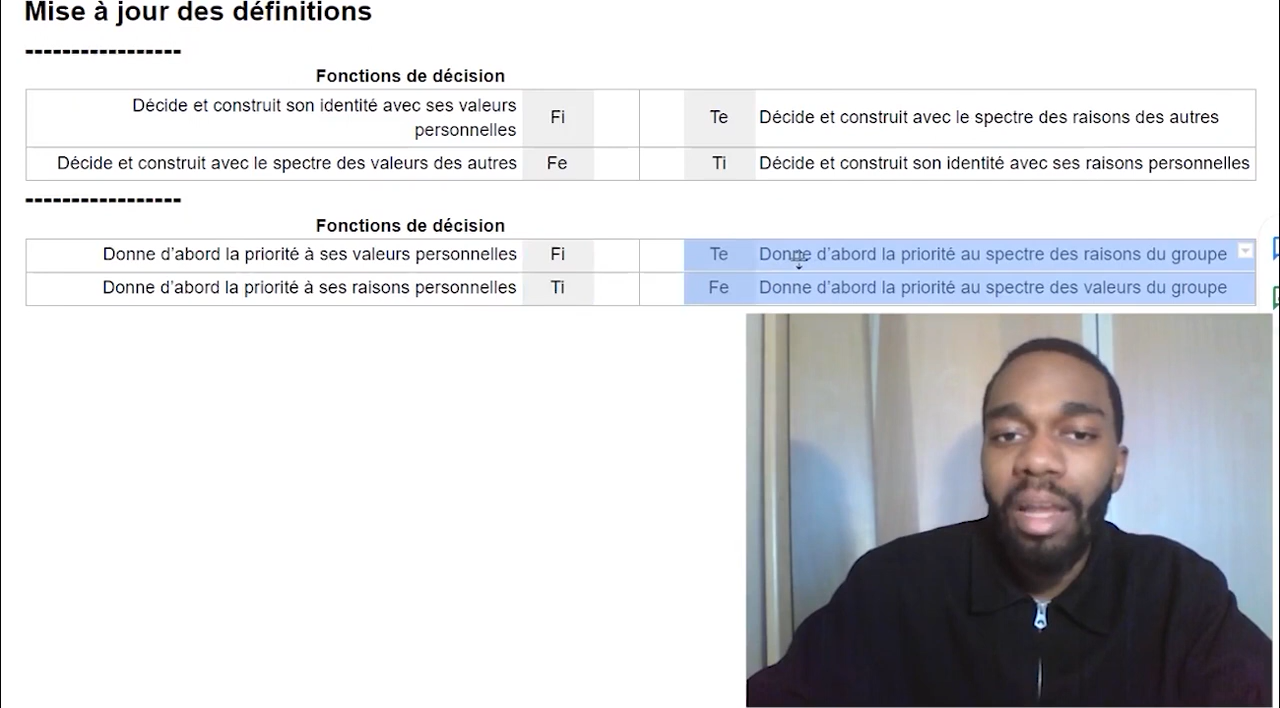 Mise à jour des définitions
-----------------
Fonctions de décision
Décide et construit son identité avec ses valeurs
personnelles
Fi
Te
Décide et construit avec le spectre des raisons des autres
Décide et construit avec le spectre des valeurs des autres
Fe
Ti
Décide et construit son identité avec ses raisons personnelles
-----------------
Fonctions de décision
Donne d’abord la priorité à ses valeurs personnelles
Fi
Te
Donne d’abord la priorité au spectre des raisons du groupe
Donne d’abord la priorité à ses raisons personnelles
Ti
Fe
Donne d’abord la priorité au spectre des valeurs du groupe